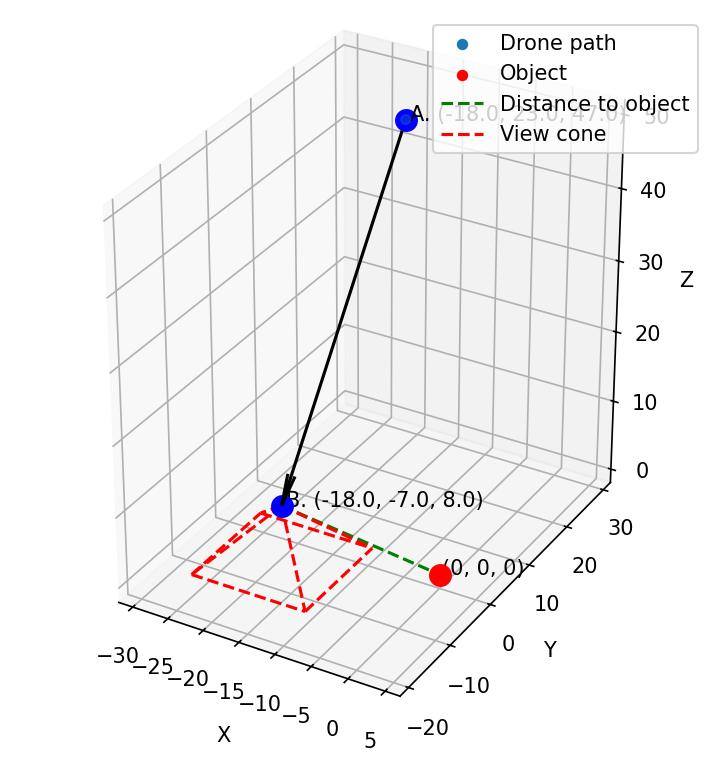 Drone path
Object
Distance to object
View cone
A. (-18.0, 23.0, 47.0)
50
40
30
20
10
0
Z
B. (-18.0, -7.0, 8.0)
(0, 0, 0)
30
20
10
0
−10
−20
Y
−30
−25
−20
−15
−10
−5
0
5
X